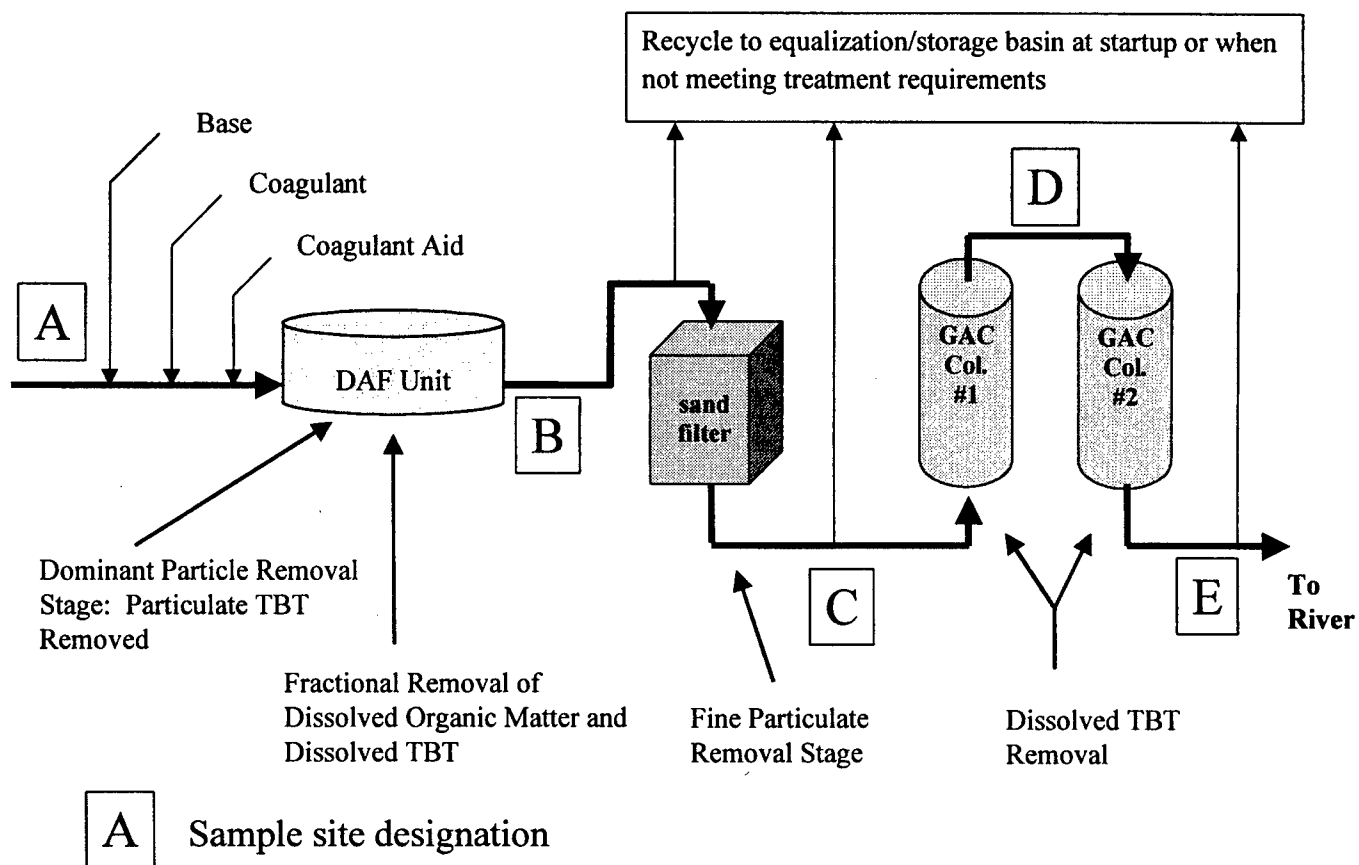 Recycle to equalization/storage basin at startup or when
not meeting treatment requirements
Base
Coagulant
Coagulant Aid
D
A
DAF Unit
B
sand
filter
GAC
Col.
#1
GAC
Col.
#2
C
E
To
River
Dominant Particle Removal
Stage: Particulate TBT
Removed
Fractional Removal of
Dissolved Organic Matter and
Dissolved TBT
Fine Particulate
Removal Stage
Dissolved TBT
Removal
A
Sample site designation